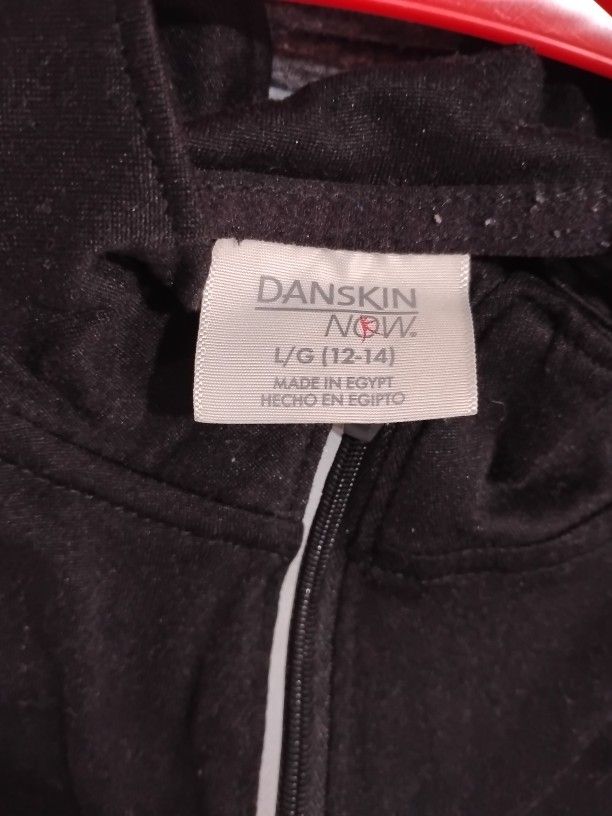 DANSKIN
NOW.
L/G (12-14)
MADE IN EGYPT
HECHO EN EGIPTO